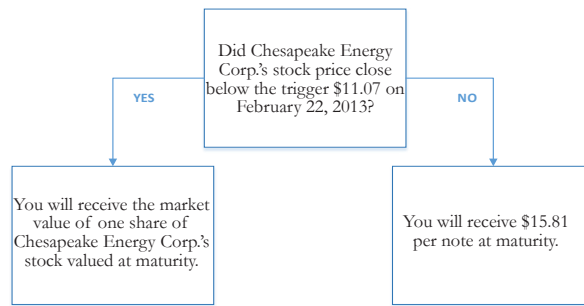 Did Chesapeake Energy
Corp.'s stock price close
below the trigger $11.07 on
February 22, 2013?
YES
NO
You will receive the market
value of one share of
Chesapeake Energy Corp.'s
stock valued at maturity.
You will receive $15.81
per note at maturity.